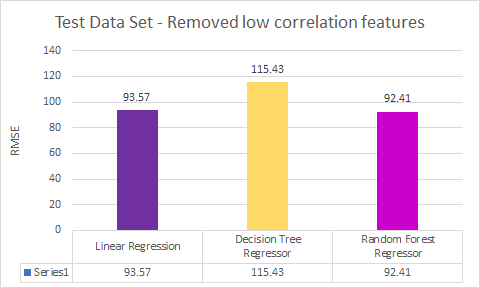 Test Data Set - Removed low correlation features
140
120
100
80
60
40
20
0
RMSE
93.57
115.43
92.41
Linear Regression
Decision Tree
Regressor
Random Forest
Regressor
Series1 93.57 115.43 92.41